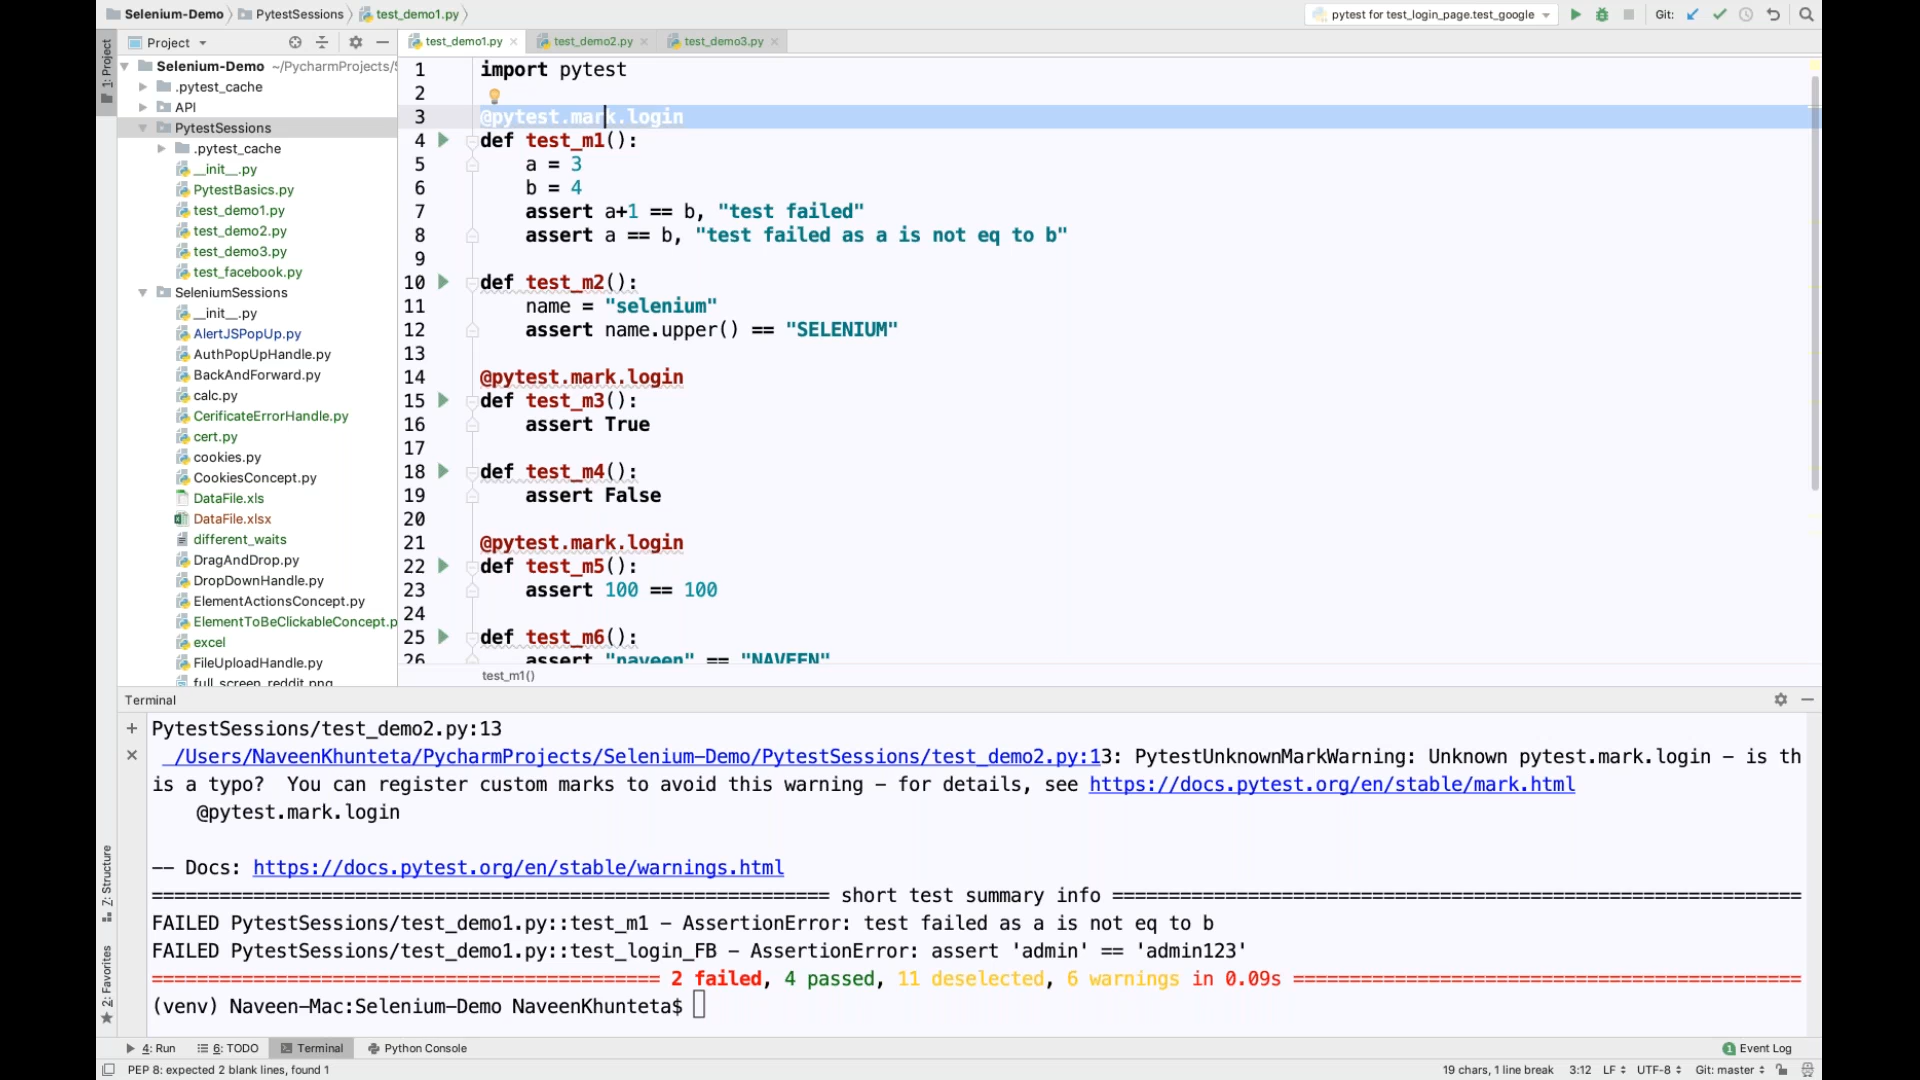 Selenium-Demo PytestSessions test_demo1.py
pytest for test_login_page.test_google Git:
Project
test_demo1.py test_demo2.py test_demo3.py
1: Project
Selenium-Demo ~/PycharmProjects/S
.pytest_cache
API
PytestSessions
.pytest_cache
__init__.py
PytestBasics.py
test_demo1.py
test_demo2.py
test_demo3.py
test_facebook.py
SeleniumSessions
__init__.py
AlertJSPopUp.py
AuthPopUpHandle.py
BackAndForward.py
calc.py
CerificateErrorHandle.py
cert.py
cookies.py
CookiesConcept.py
DataFile.xls
DataFile.xlsx
different_waits
DragAndDrop.py
DropDownHandle.py
ElementActionsConcept.py
ElementToBeClickableConcept.p
excel
FileUploadHandle.py
full_screen_reddit.png
1 import pytest
2
3 @pytest.mark.login
4 def test_m1():
5 a = 3
6 b = 4
7 assert a+1 == b, "test failed"
8 assert a == b, "test failed as a is not eq to b"
9
10 def test_m2():
11 name = "selenium"
12 assert name.upper() == "SELENIUM"
13
14 @pytest.mark.login
15 def test_m3():
16 assert True
17
18 def test_m4():
19 assert False
20
21 @pytest.mark.login
22 def test_m5():
23 assert 100 == 100
24
25 def test_m6():
26 assert "naveen" == "NAVEEN"
test_m1()
Terminal
PytestSessions/test_demo2.py:13
/Users/NaveenKhunteta/PycharmProjects/Selenium-Demo/PytestSessions/test_demo2.py:13: PytestUnknownMarkWarning: Unknown pytest.mark.login – is th
is a typo? You can register custom marks to avoid this warning – for details, see https://docs.pytest.org/en/stable/mark.html
@pytest.mark.login
-- Docs: https://docs.pytest.org/en/stable/warnings.html
============================================================ short test summary info =============================================================
FAILED PytestSessions/test_demo1.py::test_m1 – AssertionError: test failed as a is not eq to b
FAILED PytestSessions/test_demo1.py::test_login_FB – AssertionError: assert 'admin' == 'admin123'
============================================= 2 failed, 4 passed, 11 deselected, 6 warnings in 0.09s =============================================
(venv) Naveen-Mac:Selenium-Demo NaveenKhunteta$
Z: Structure
2: Favorites
4: Run 6: TODO Terminal Python Console 1 Event Log
PEP 8: expected 2 blank lines, found 1 19 chars, 1 line break 3:12 LF UTF-8 Git: master